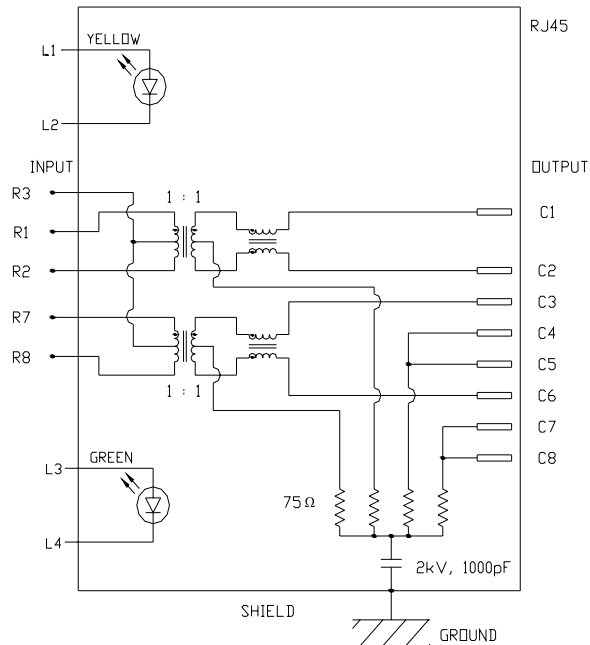 RJ45
YELLOW
L1
L2
INPUT
OUTPUT
R3
1 : 1
C1
R1
R2
C2
C3
R7
C4
R8
C5
1 : 1
C6
C7
GREEN
C8
L3
75Ω
L4
2kV, 1000pF
SHIELD
GROUND